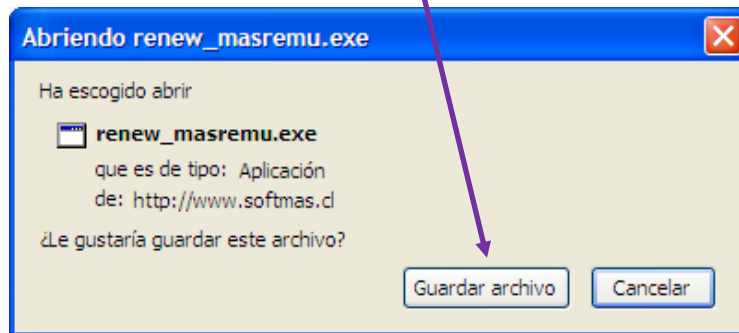 Abriendo renew_masremu.exe
Ha escogido abrir
renew_masremu.exe
que es de tipo: Aplicación
de: http://www.softmas.cl
¿Le gustaría guardar este archivo?
Guardar archivo Cancelar